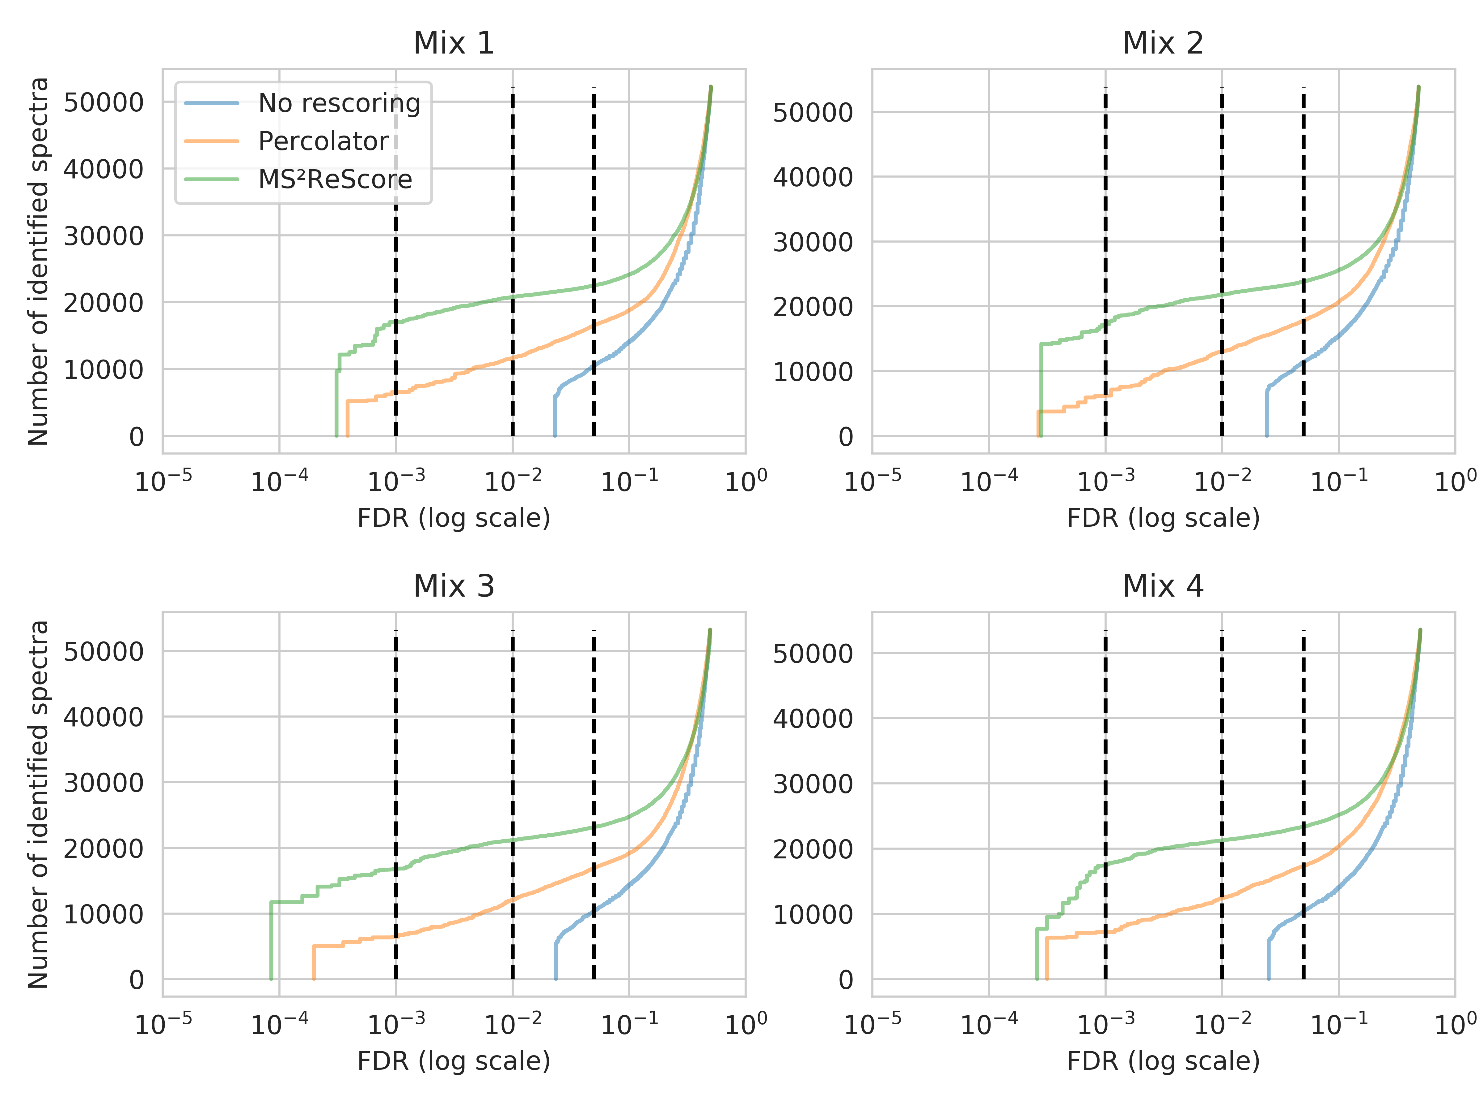 Mix 1
Number of identified spectra
50000
40000
30000
20000
10000
0
No rescoring
Percolator
MS²ReScore
10⁻⁵ 10⁻⁴ 10⁻³ 10⁻² 10⁻¹ 10⁰
FDR (log scale)
Mix 2
50000
40000
30000
20000
10000
0
10⁻⁵ 10⁻⁴ 10⁻³ 10⁻² 10⁻¹ 10⁰
FDR (log scale)
Mix 3
Number of identified spectra
50000
40000
30000
20000
10000
0
10⁻⁵ 10⁻⁴ 10⁻³ 10⁻² 10⁻¹ 10⁰
FDR (log scale)
Mix 4
50000
40000
30000
20000
10000
0
10⁻⁵ 10⁻⁴ 10⁻³ 10⁻² 10⁻¹ 10⁰
FDR (log scale)